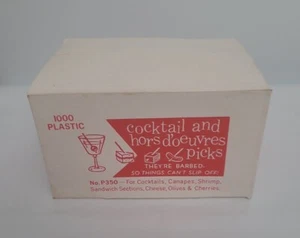 1000
PLASTIC
cocktail and
hors d'oeuvres
picks
THEY'RE BARBED
SO THINGS CAN'T SLIP OFF!
No. P350 - For Cocktails, Canapes, Shrimp,
Sandwich Sections, Cheese, Olives & Cherries.